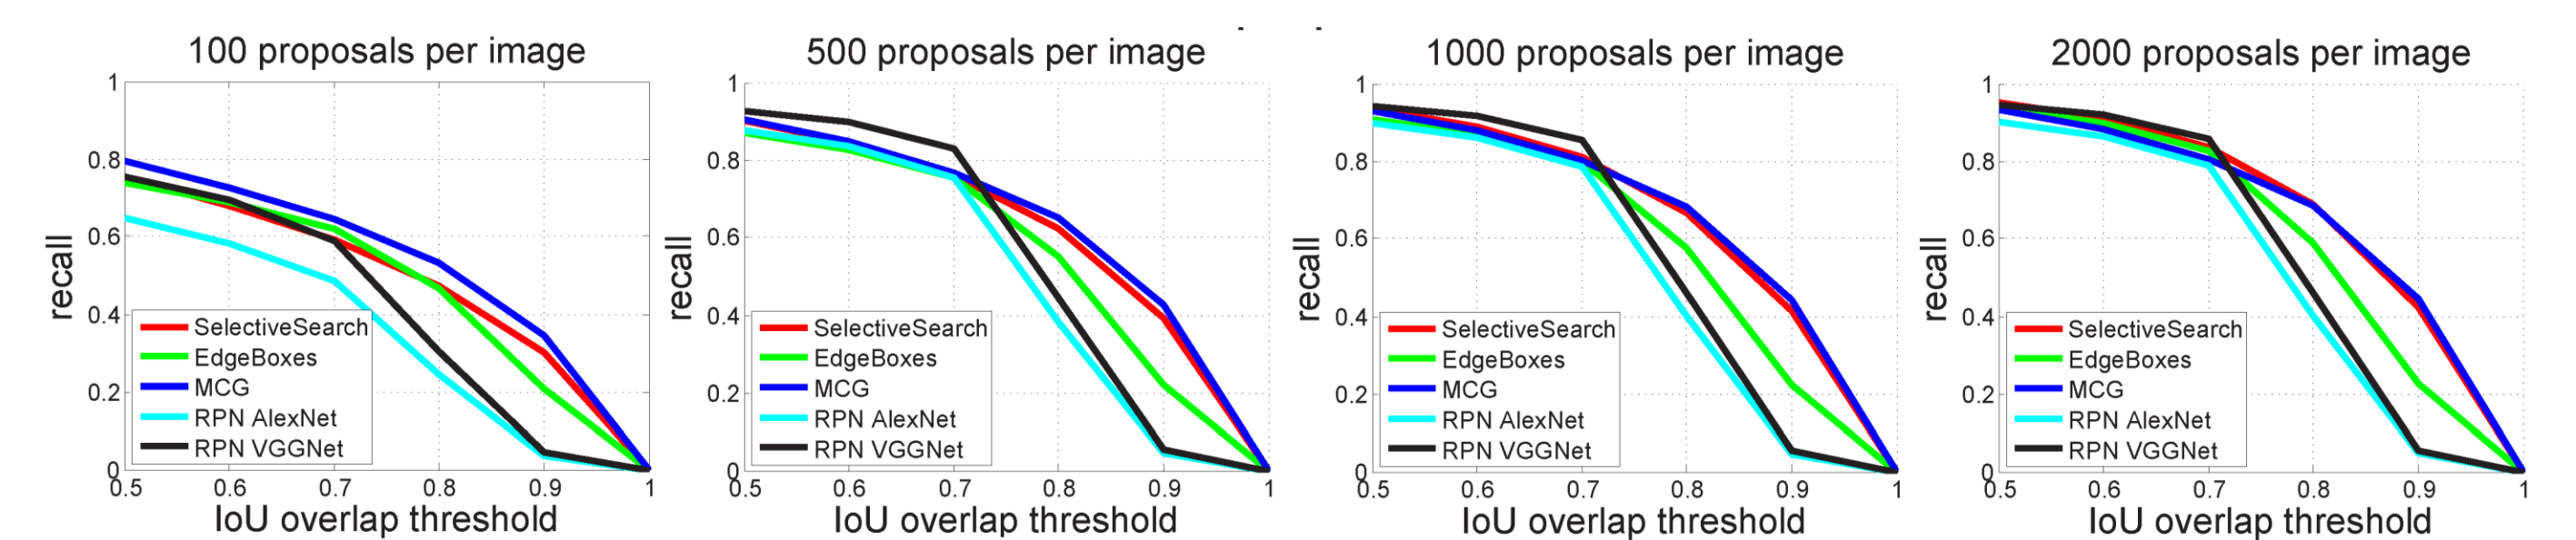 100 proposals per image
1
0.8
0.6
0.4
0.2
0
recall
SelectiveSearch
EdgeBoxes
MCG
RPN AlexNet
RPN VGGNet
0.5 0.6 0.7 0.8 0.9 1
IoU overlap threshold
500 proposals per image
1
0.8
0.6
0.4
0.2
0
recall
SelectiveSearch
EdgeBoxes
MCG
RPN AlexNet
RPN VGGNet
0.5 0.6 0.7 0.8 0.9 1
IoU overlap threshold
1000 proposals per image
1
0.8
0.6
0.4
0.2
0
recall
SelectiveSearch
EdgeBoxes
MCG
RPN AlexNet
RPN VGGNet
0.5 0.6 0.7 0.8 0.9 1
IoU overlap threshold
2000 proposals per image
1
0.8
0.6
0.4
0.2
0
recall
SelectiveSearch
EdgeBoxes
MCG
RPN AlexNet
RPN VGGNet
0.5 0.6 0.7 0.8 0.9 1
IoU overlap threshold